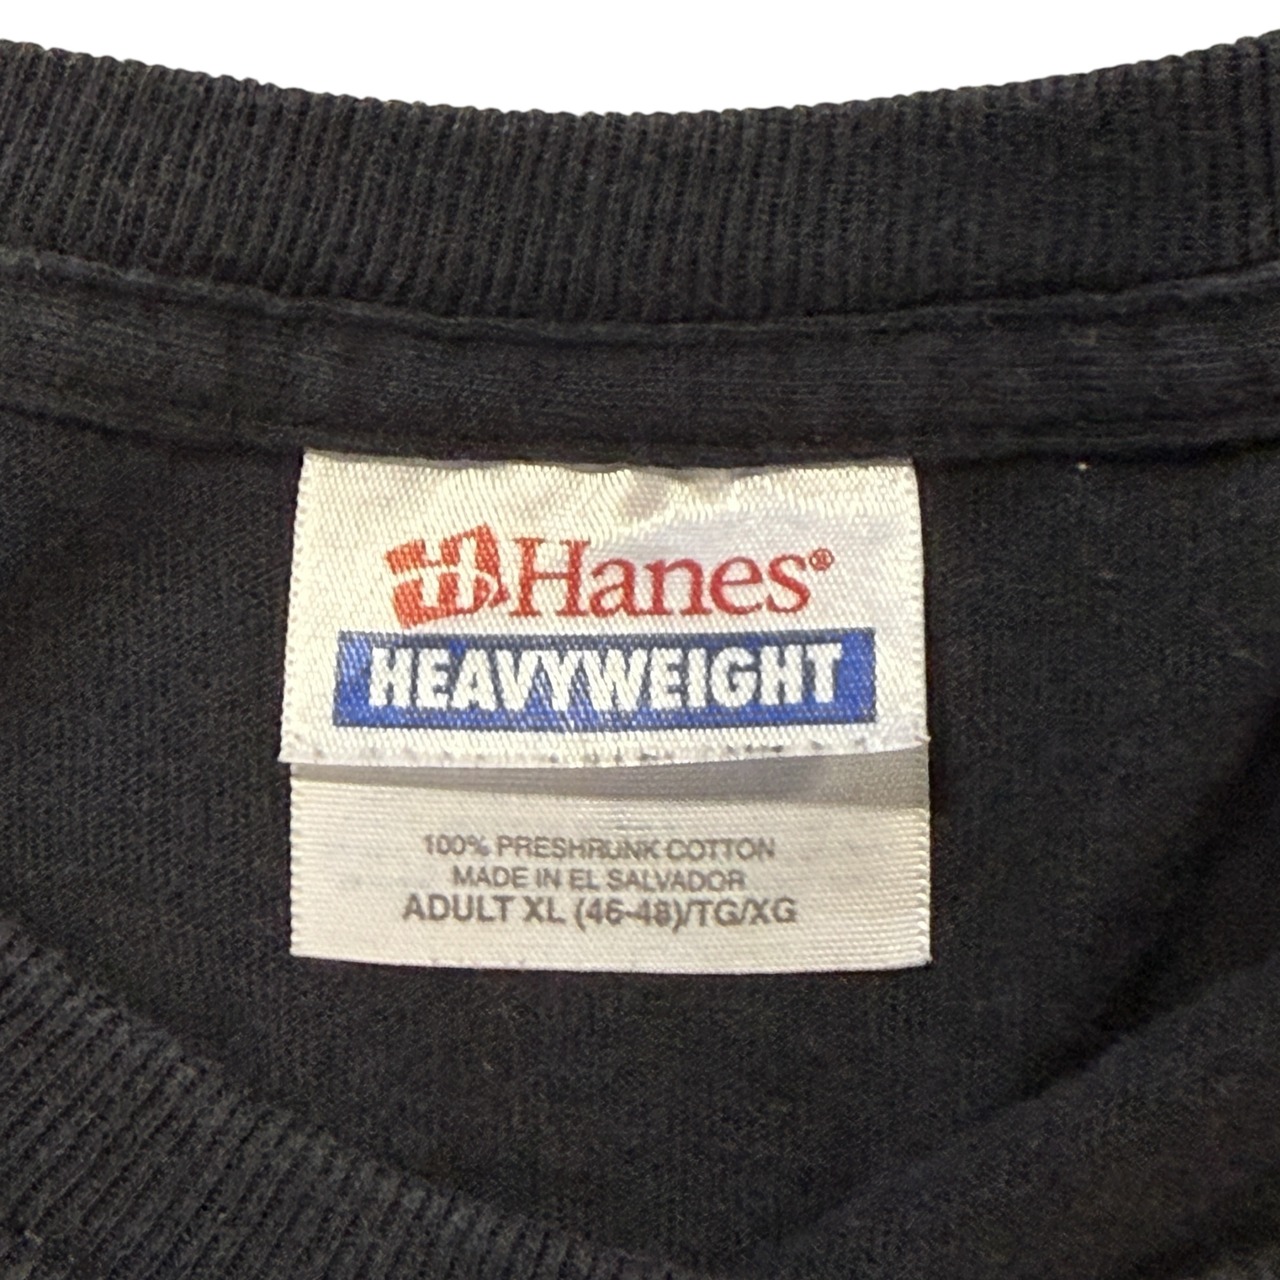 Hanes®
HEAVYWEIGHT
100% PRESHRUNK COTTON
MADE IN EL SALVADOR
ADULT XL (46-48)/TG/XG